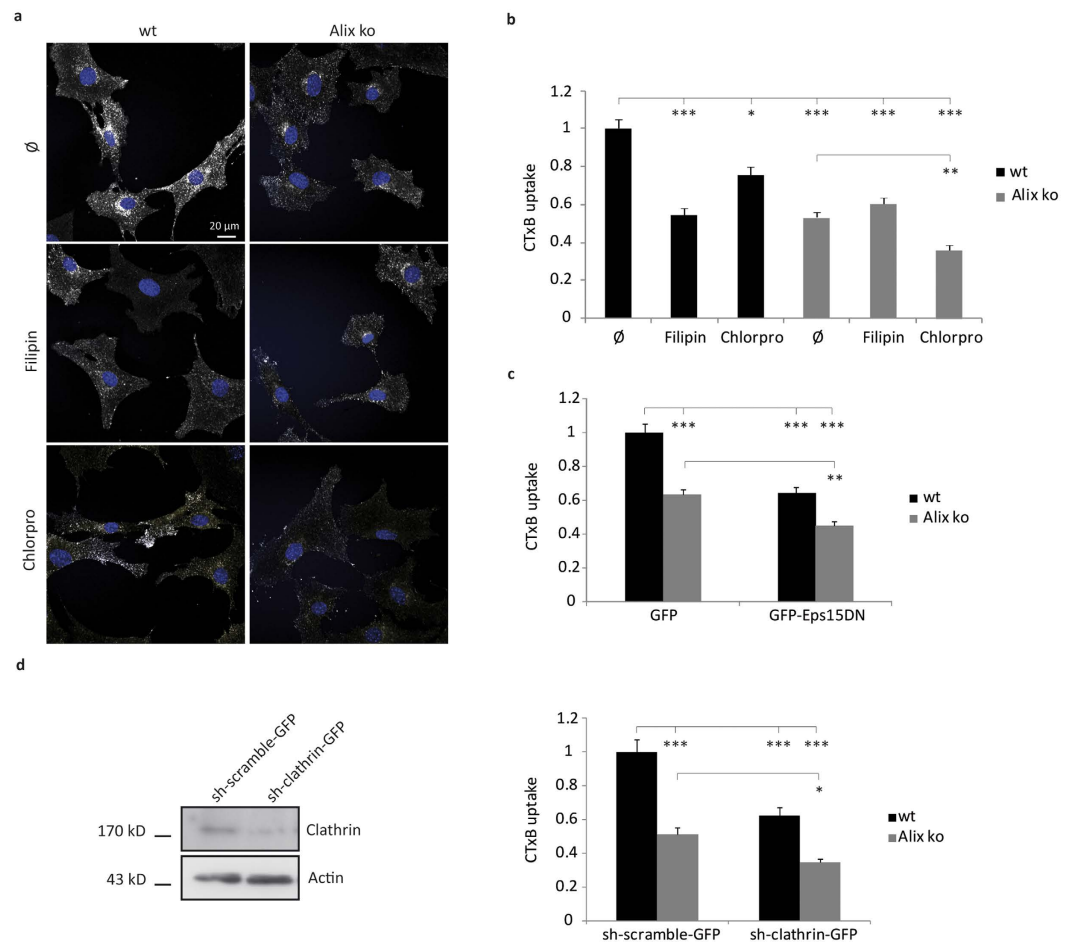 a
wt
Alix ko
Ø
20 µm
Filipin
Chlorpro
b
1.2
1
0.8
0.6
0.4
0.2
0
CTxB uptake
*** * *** *** ***
**
wt
Alix ko
Ø Filipin Chlorpro Ø Filipin Chlorpro
c
1.2
1
0.8
0.6
0.4
0.2
0
CTxB uptake
*** *** ***
**
wt
Alix ko
GFP GFP-Eps15DN
d
sh-scramble-GFP
sh-clathrin-GFP
170 kD
Clathrin
43 kD
Actin
1.2
1
0.8
0.6
0.4
0.2
0
CTxB uptake
*** *** ***
*
wt
Alix ko
sh-scramble-GFP sh-clathrin-GFP